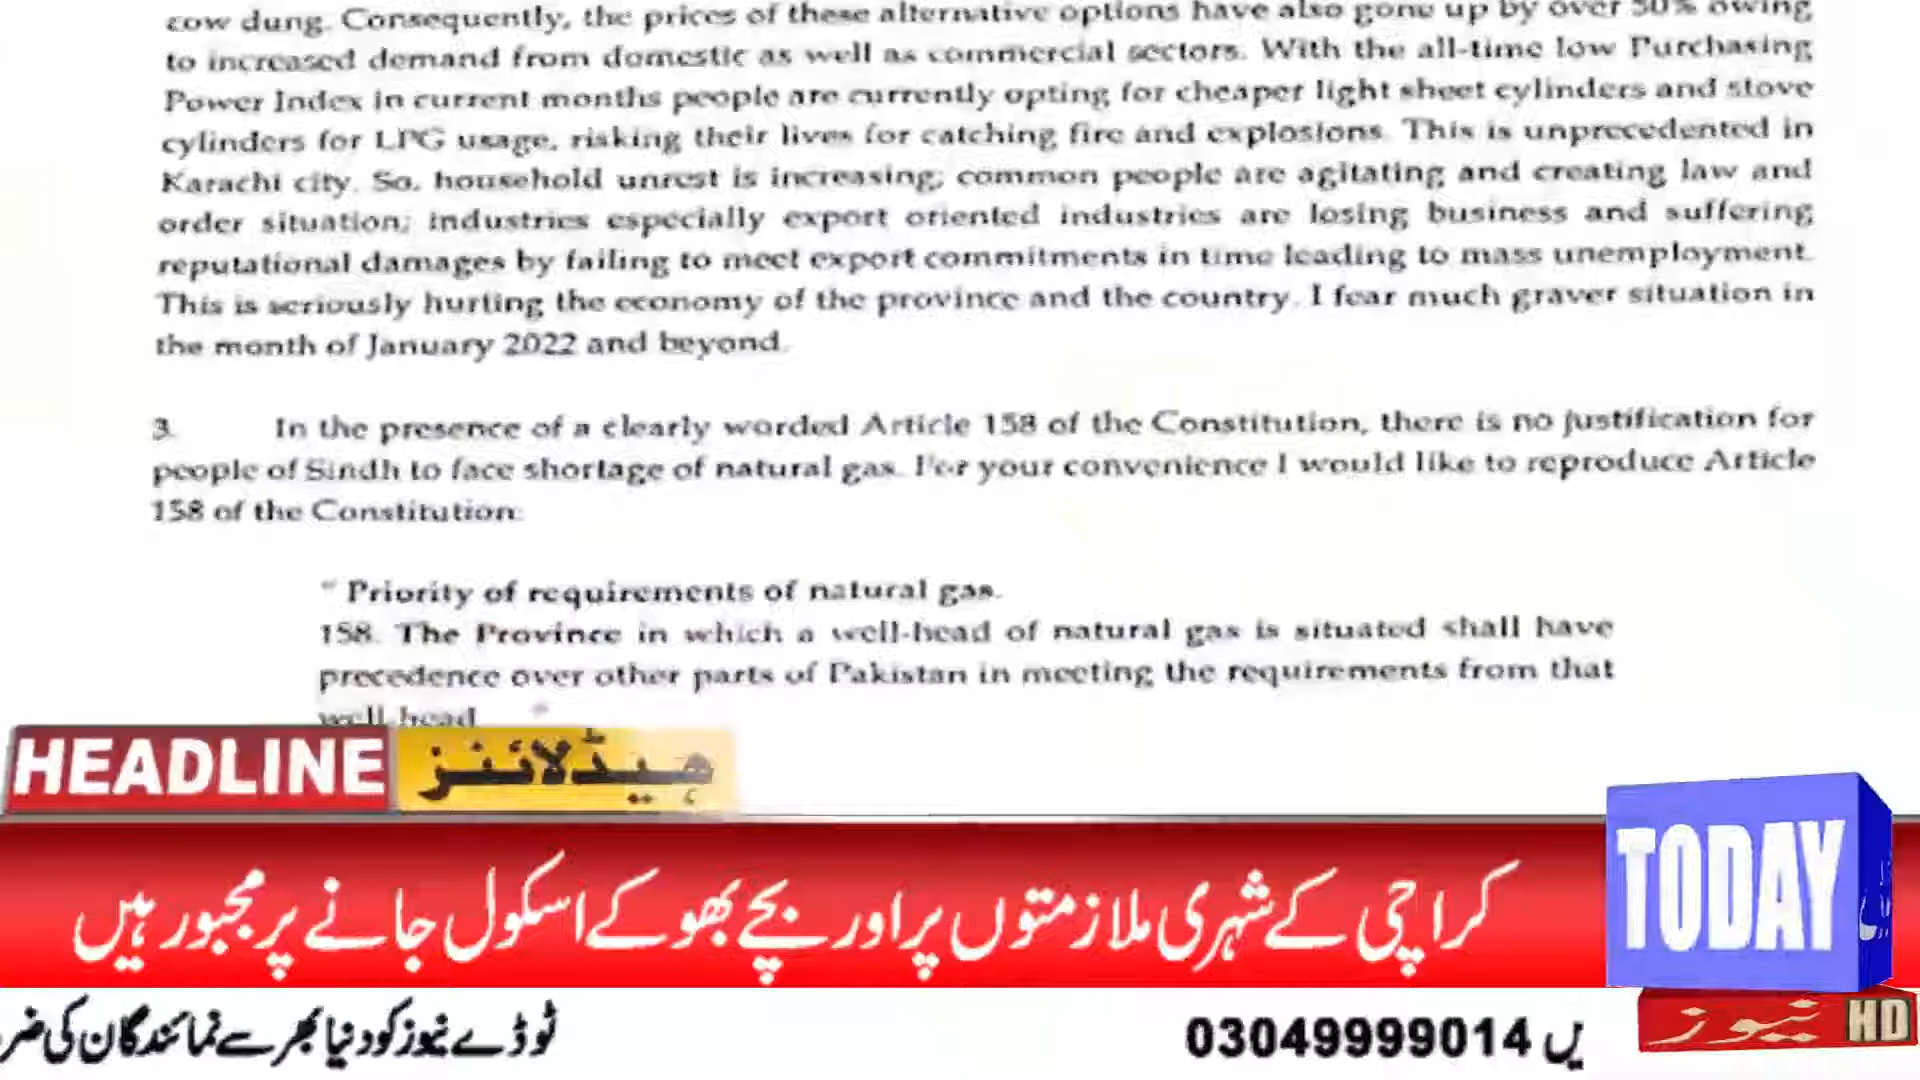 cow dung. Consequently, the prices of these alternative options have also gone up by over 50% owing
to increased demand from domestic as well as commercial sectors. With the all-time low Purchasing
Power Index in current months people are currently opting for cheaper light sheet cylinders and stove
cylinders for LPG usage, risking their lives for catching fire and explosions. This is unprecedented in
Karachi city. So, household unrest is increasing; common people are agitating and creating law and
order situation; industries especially export oriented industries are losing business and suffering
reputational damages by failing to meet export commitments in time leading to mass unemployment.
This is seriously hurting the economy of the province and the country. I fear much graver situation in
the month of January 2022 and beyond.
3. In the presence of a clearly worded Article 158 of the Constitution, there is no justification for
people of Sindh to face shortage of natural gas. For your convenience I would like to reproduce Article
158 of the Constitution:
" Priority of requirements of natural gas.
158. The Province in which a well-head of natural gas is situated shall have
precedence over other parts of Pakistan in meeting the requirements from that
well-head. "
HEADLINE ہیڈلائنز
کراچی کے شہری ملازمتوں پر اور بچے بھوکے اسکول جانے پر مجبور ہیں
TODAY
نیوز HD
ٹوڈے نیوز کو دنیا بھر سے نمائندگان کی ضر
یں 03049999014